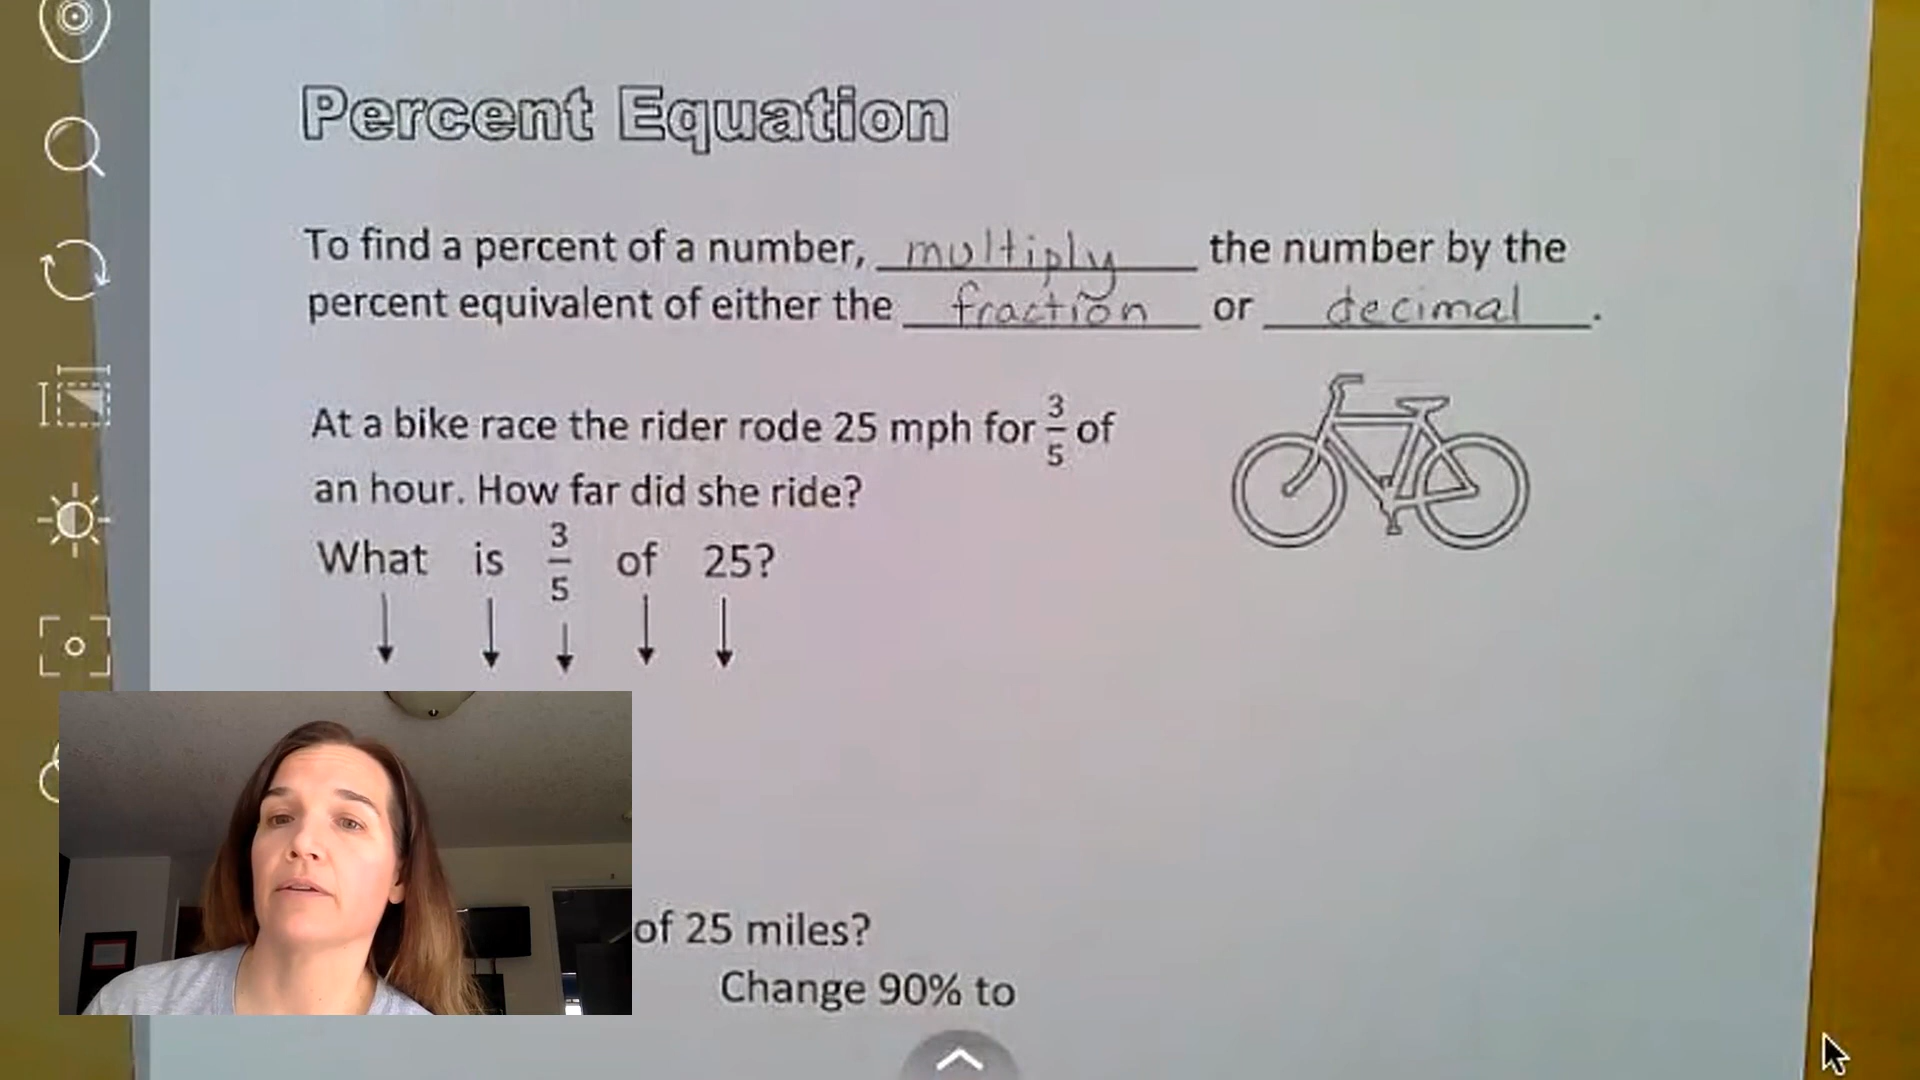 Percent Equation
To find a percent of a number, multiply the number by the
percent equivalent of either the fraction or decimal.
At a bike race the rider rode 25 mph for 3/5 of
an hour. How far did she ride?
What is 3/5 of 25?
of 25 miles?
Change 90% to